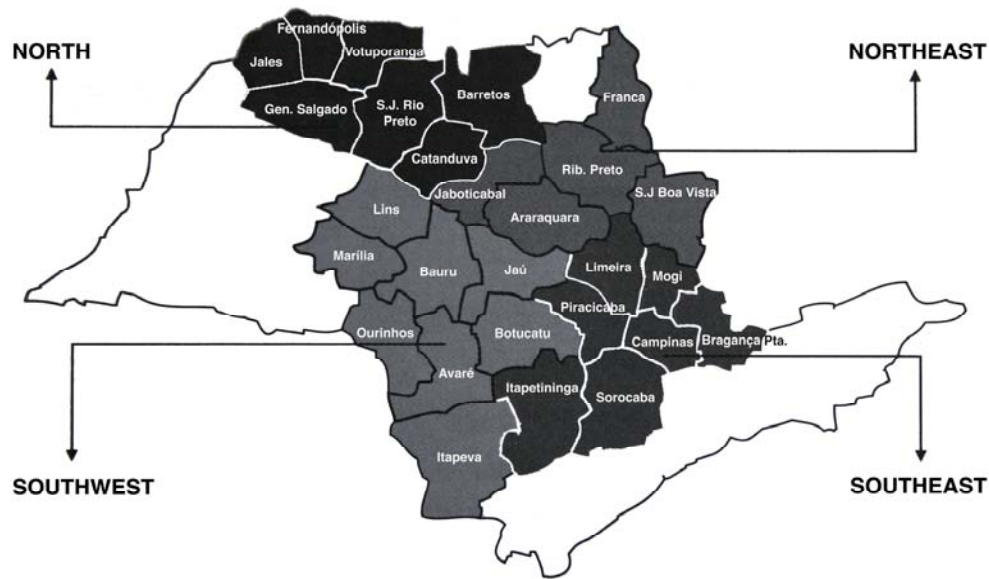 NORTH
NORTHEAST
Fernandópolis
Votuporanga
Jales
Gen. Salgado
S.J. Rio
Preto
Barretos
Franca
Catanduva
Rib. Preto
Jaboticabal
S.J Boa Vista
Lins
Araraquara
Marília
Bauru
Jaú
Limeira
Mogi
Piracicaba
Ourinhos
Botucatu
Campinas
Bragança Pta.
Avaré
Itapetininga
Sorocaba
Itapeva
SOUTHWEST
SOUTHEAST